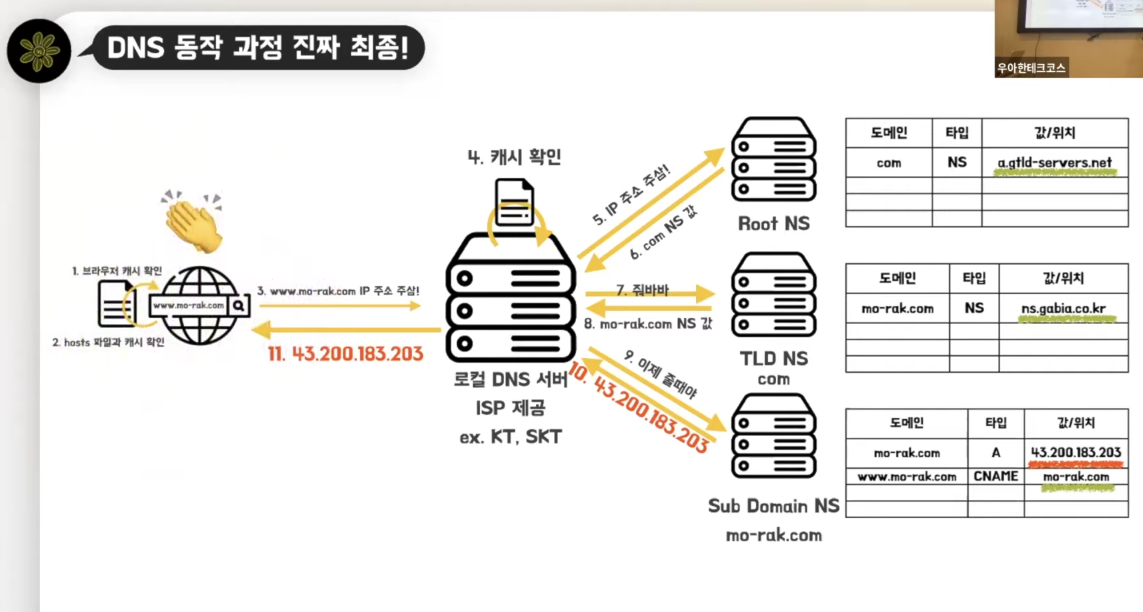 DNS 동작 과정 진짜 최종!
우아한테크코스
4. 캐시 확인
1. 브라우저 캐시 확인
www.mo-rak.com
2. hosts 파일과 캐시 확인
3. www.mo-rak.com IP 주소 주삼!
11. 43.200.183.203
로컬 DNS 서버
ISP 제공
ex. KT, SKT
5. IP 주소 주삼!
6. com NS 값
7. 줘바바
8. mo-rak.com NS 값
9. 이제 줄때야
10. 43.200.183.203
Root NS
TLD NS
com
Sub Domain NS
mo-rak.com
도메인 타입 값/위치
com NS a.gtld-servers.net
도메인 타입 값/위치
mo-rak.com NS ns.gabia.co.kr
도메인 타입 값/위치
mo-rak.com A 43.200.183.203
www.mo-rak.com CNAME mo-rak.com